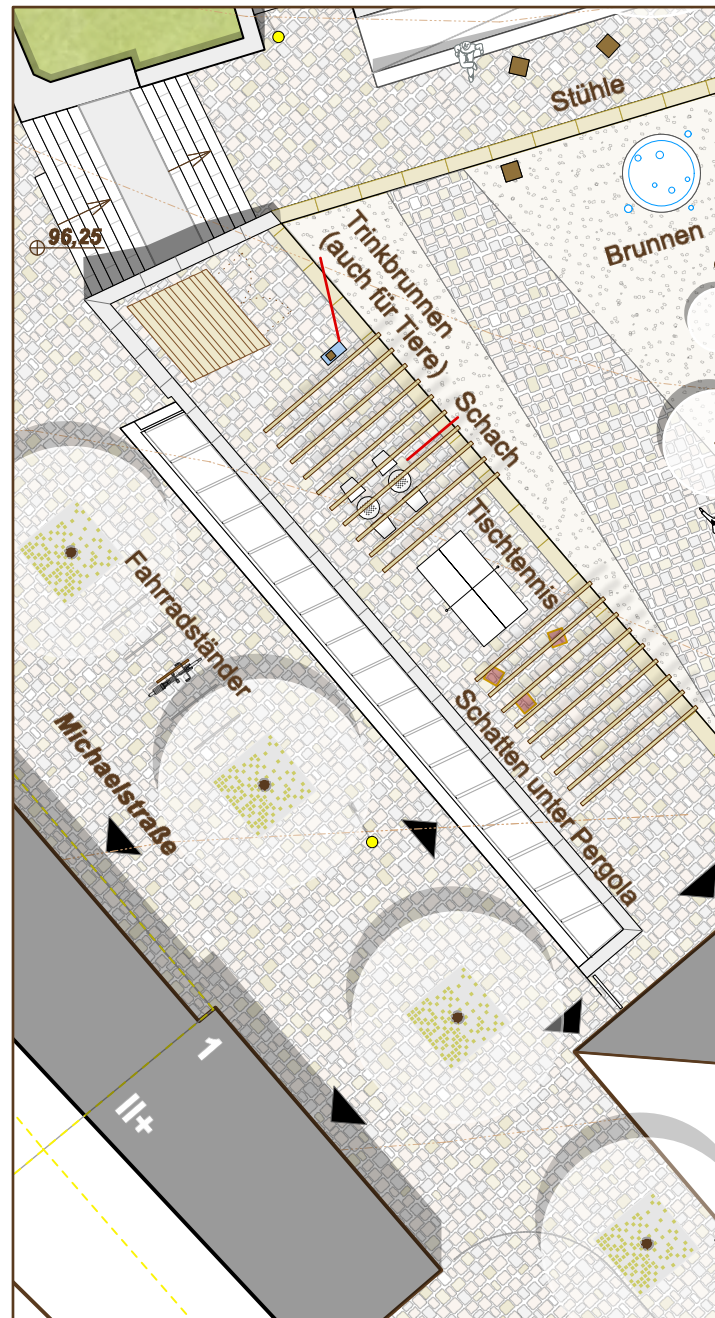 Stühle
96,25
Brunnen
Trinkbrunnen
(auch für Tiere)
Schach
Tischtennis
Fahrradständer
Schatten unter Pergola
Michaelstraße
1
II+